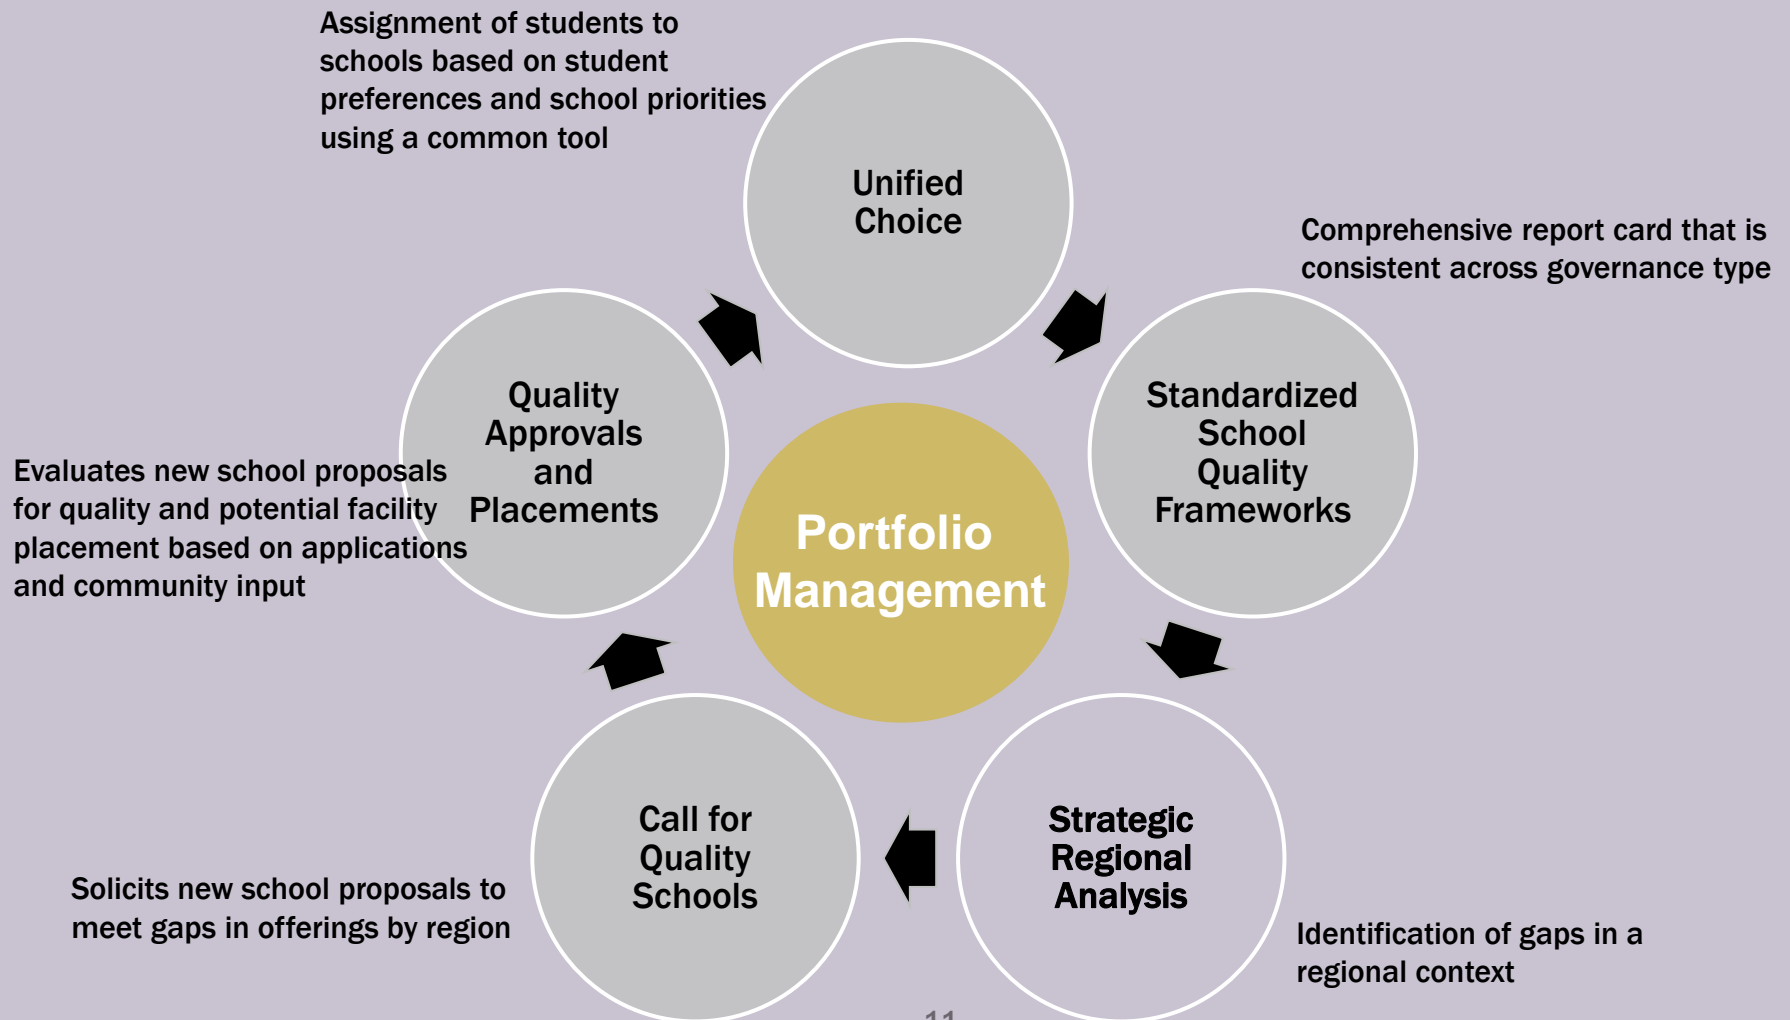 Assignment of students to
schools based on student
preferences and school priorities
using a common tool
Unified
Choice
Comprehensive report card that is
consistent across governance type
Standardized
School
Quality
Frameworks
Quality
Approvals
and
Placements
Evaluates new school proposals
for quality and potential facility
placement based on applications
and community input
Portfolio
Management
Call for
Quality
Schools
Solicits new school proposals to
meet gaps in offerings by region
Strategic
Regional
Analysis
Identification of gaps in a
regional context
11